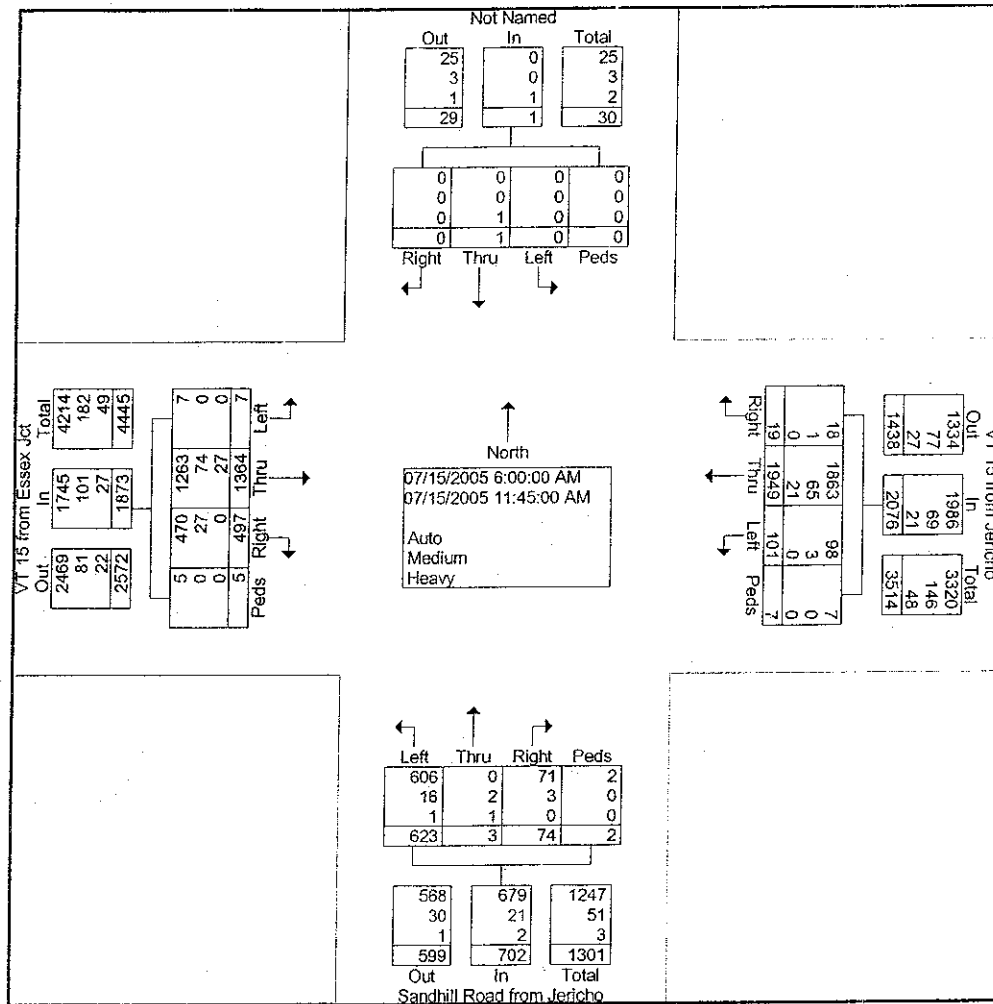 Not Named
Out In Total
25 0 25
3 0 3
1 1 2
29 1 30
0 0 0 0
0 0 0 0
0 1 0 0
0 1 0 0
Right Thru Left Peds
VT 15 from Essex Jct
Total In Out
4214 1745 2469
182 101 81
49 27 22
4445 1873 2572
7 1263 470 5
0 74 27 0
0 27 0 0
7 1364 497 5
Left Thru Right Peds
North
07/15/2005 6:00:00 AM
07/15/2005 11:45:00 AM
Auto
Medium
Heavy
VT 15 from Jericho
Out In Total
1334 1986 3320
77 69 146
27 21 48
1438 2076 3514
18 1863 98 7
1 65 3 0
0 21 0 0
19 1949 101 7
Right Thru Left Peds
Left Thru Right Peds
606 0 71 2
16 2 3 0
1 1 0 0
623 3 74 2
568 679 1247
30 21 51
1 2 3
599 702 1301
Out In Total
Sandhill Road from Jericho